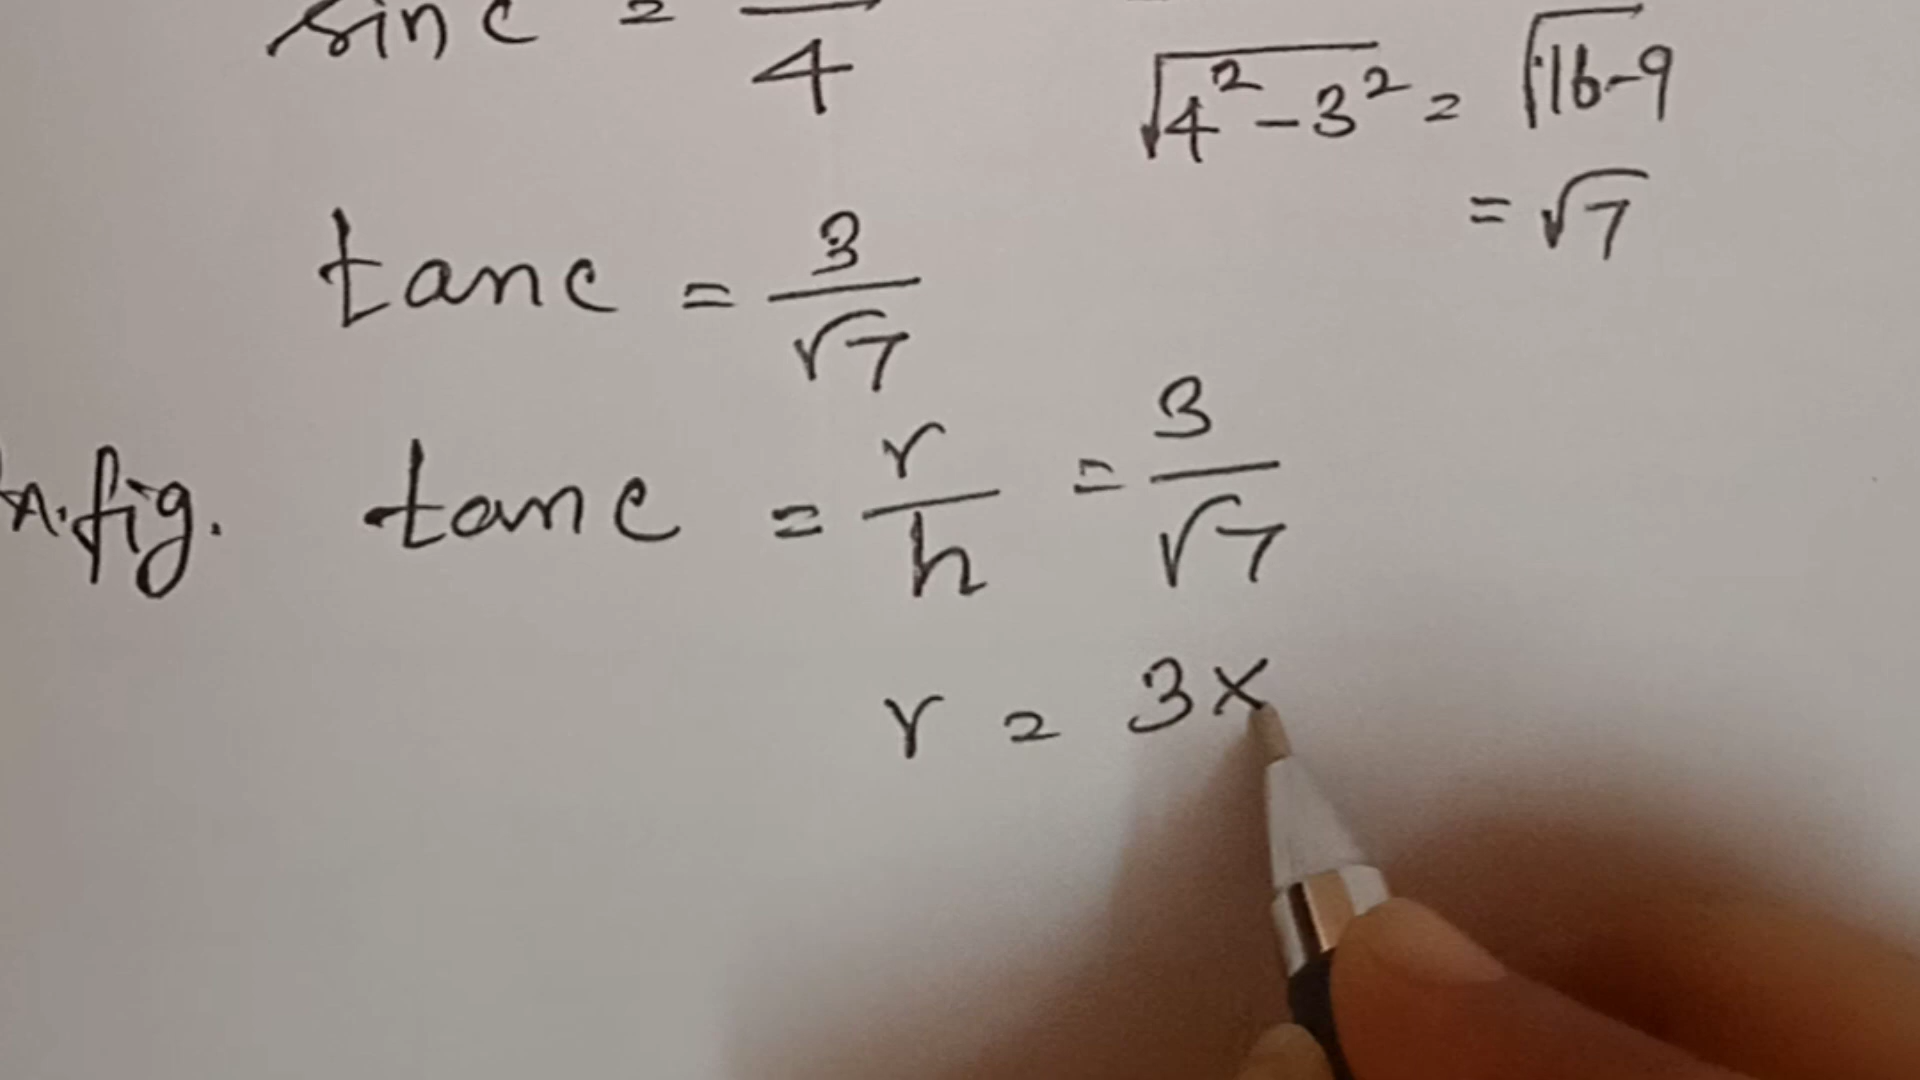 sin c = /4
√4² - 3² = √16-9
= √7
tan c = 3/√7
fig. tan c = r/h = 3/√7
r = 3x